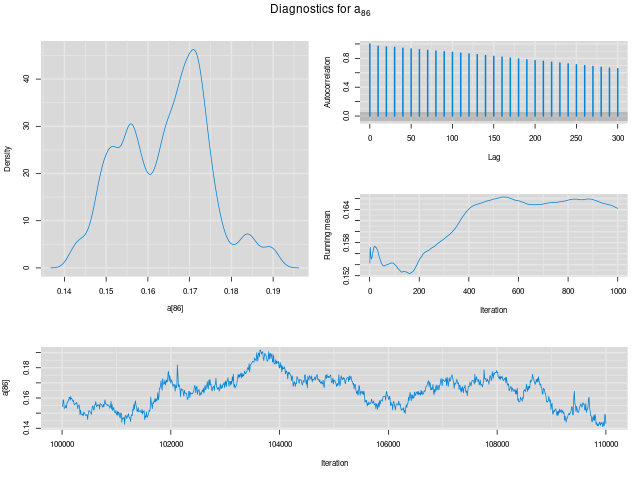 Diagnostics for a86
Density
40
30
20
10
0
0.14 0.15 0.16 0.17 0.18 0.19
a[86]
Autocorrelation
0.8
0.4
0.0
0 50 100 150 200 250 300
Lag
Running mean
0.164
0.158
0.152
0 200 400 600 800 1000
Iteration
a[86]
0.18
0.16
0.14
100000 102000 104000 106000 108000 110000
Iteration